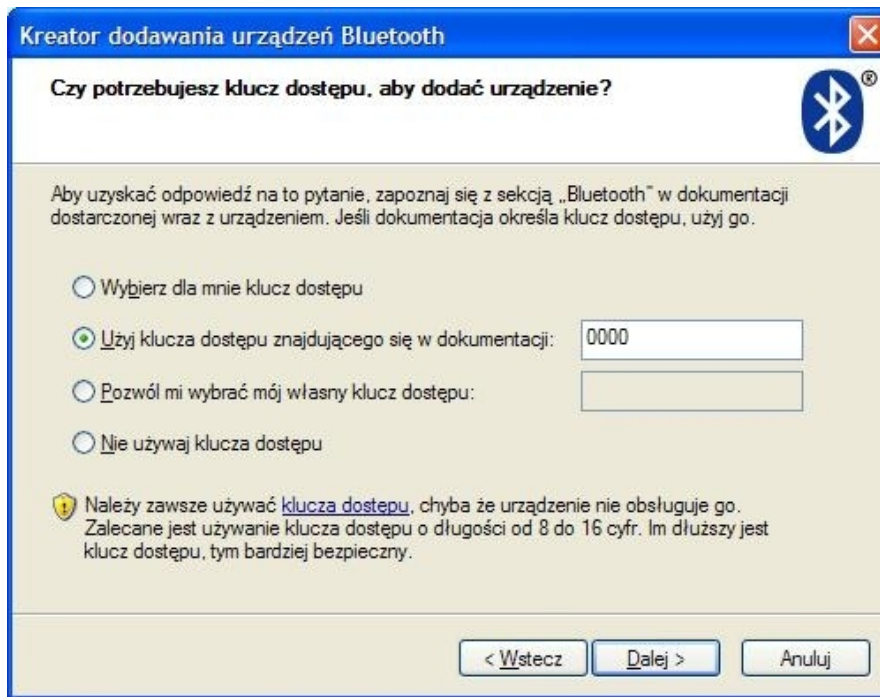 Kreator dodawania urządzeń Bluetooth
Czy potrzebujesz klucz dostępu, aby dodać urządzenie?
®
Aby uzyskać odpowiedź na to pytanie, zapoznaj się z sekcją „Bluetooth” w dokumentacji
dostarczonej wraz z urządzeniem. Jeśli dokumentacja określa klucz dostępu, użyj go.
Wybierz dla mnie klucz dostępu
Użyj klucza dostępu znajdującego się w dokumentacji: 0000
Pozwól mi wybrać mój własny klucz dostępu:
Nie używaj klucza dostępu
Należy zawsze używać klucza dostępu, chyba że urządzenie nie obsługuje go.
Zalecane jest używanie klucza dostępu o długości od 8 do 16 cyfr. Im dłuższy jest
klucz dostępu, tym bardziej bezpieczny.
< Wstecz Dalej > Anuluj